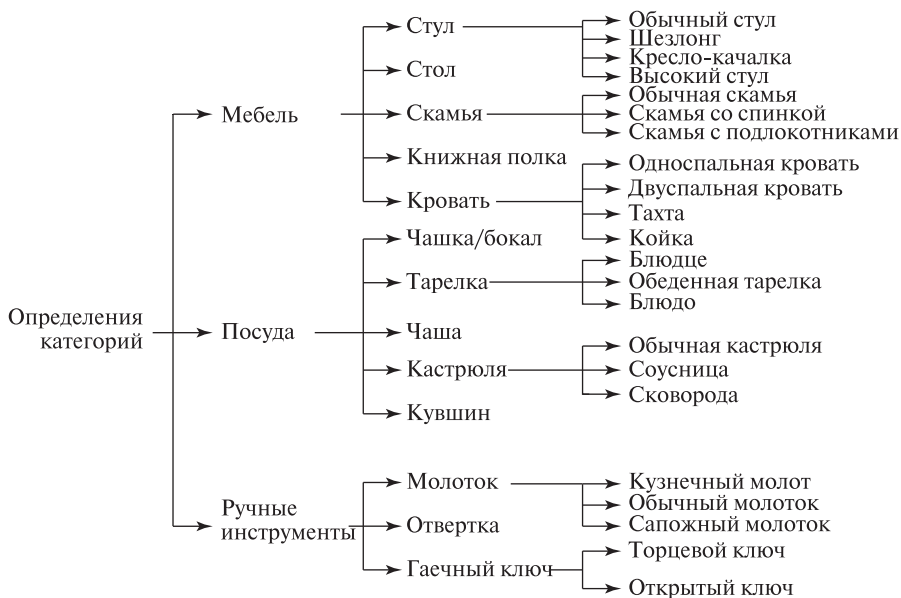 Определения
категорий
Мебель
Стул
Обычный стул
Шезлонг
Кресло-качалка
Высокий стул
Стол
Скамья
Обычная скамья
Скамья со спинкой
Скамья с подлокотниками
Книжная полка
Кровать
Односпальная кровать
Двуспальная кровать
Тахта
Койка
Посуда
Чашка/бокал
Тарелка
Блюдце
Обеденная тарелка
Блюдо
Чаша
Кастрюля
Обычная кастрюля
Соусница
Сковорода
Кувшин
Ручные
инструменты
Молоток
Кузнечный молот
Обычный молоток
Сапожный молоток
Отвертка
Гаечный ключ
Торцевой ключ
Открытый ключ